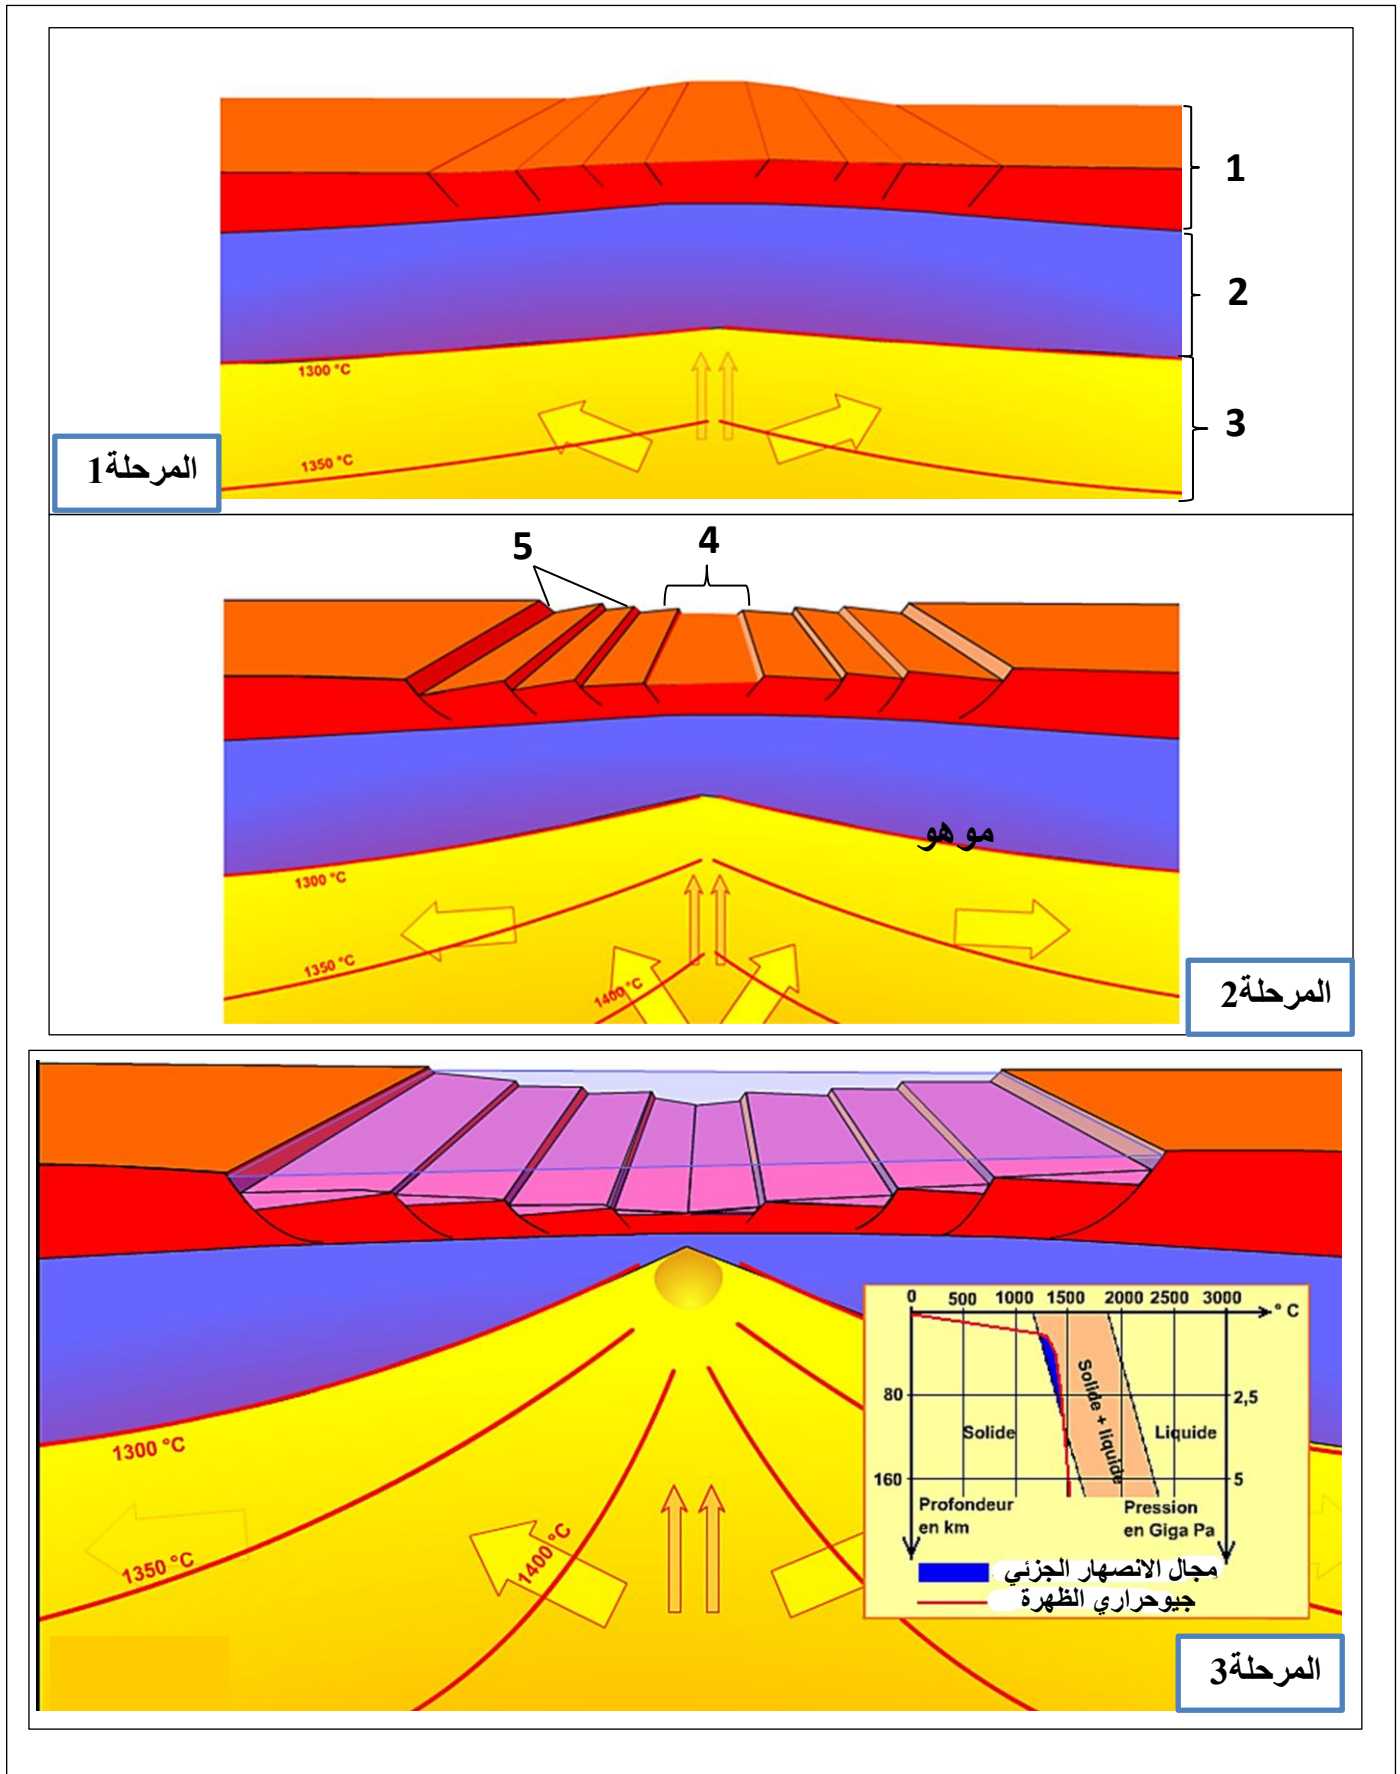 1
2
1300 °C
3
1350 °C
المرحلة1
5
4
مو هو
1300 °C
1350 °C
1400 °C
المرحلة2
0 500 1000 1500 2000 2500 3000
° C
80
2,5
Solide
Solide + liquide
Liquide
160
5
Profondeur
en km
Pression
en Giga Pa
مجال الانصهار الجزئي
جيوحراري الظهرة
1300 °C
1350 °C
1400 °C
المرحلة3